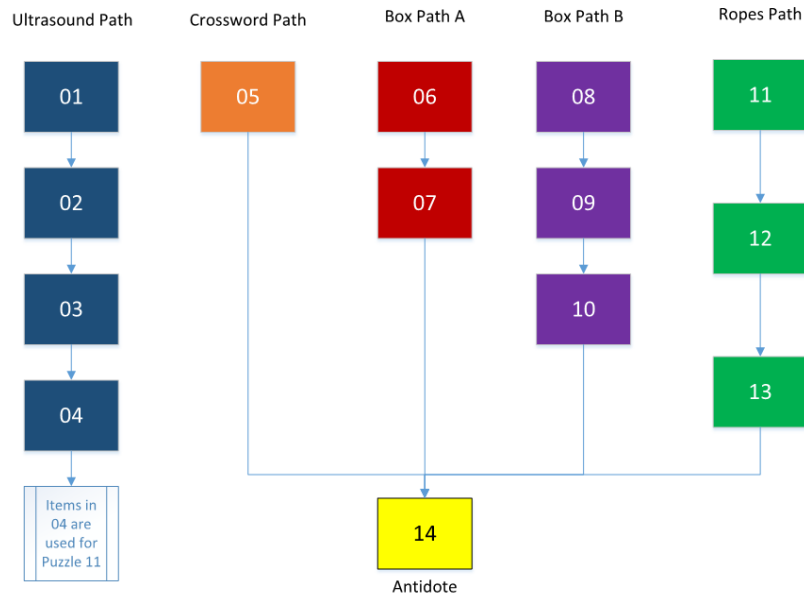 Ultrasound Path
Crossword Path
Box Path A
Box Path B
Ropes Path
01
05
06
08
11
02
07
09
12
03
10
13
04
Items in
04 are
used for
Puzzle 11
14
Antidote